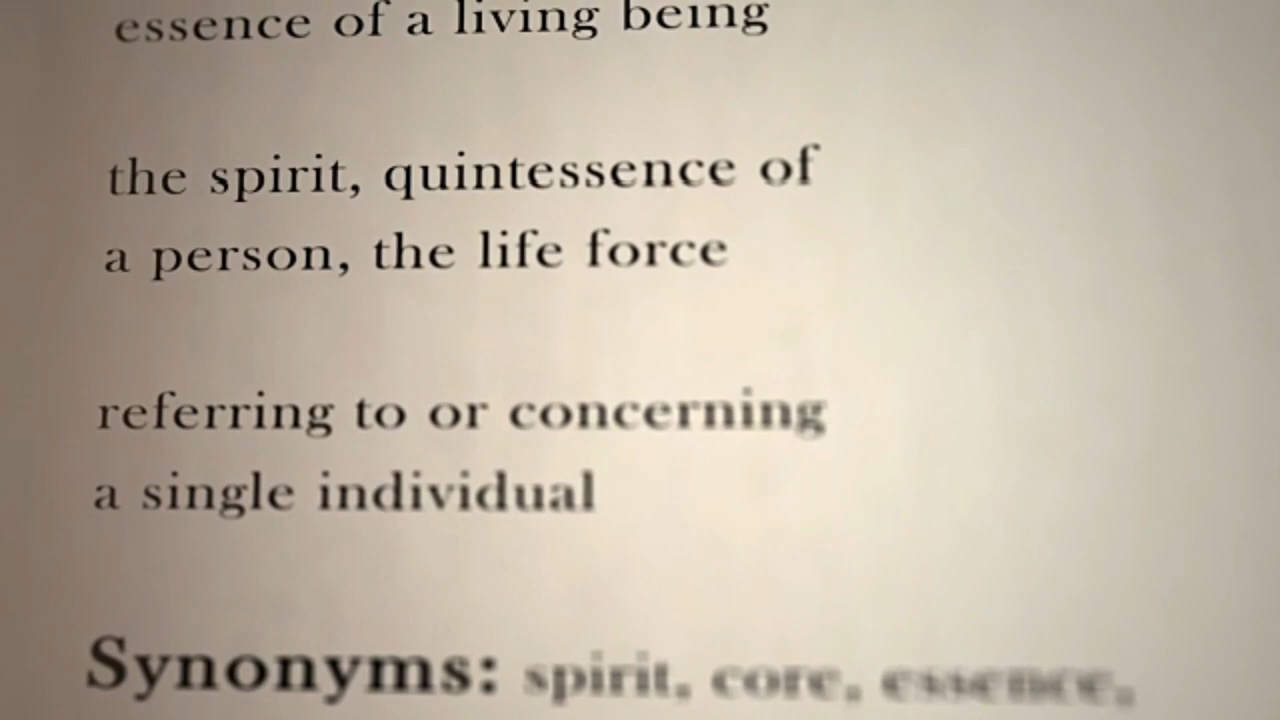 essence of a living being
the spirit, quintessence of
a person, the life force
referring to or concerning
a single individual
Synonyms: spirit, core, essence,